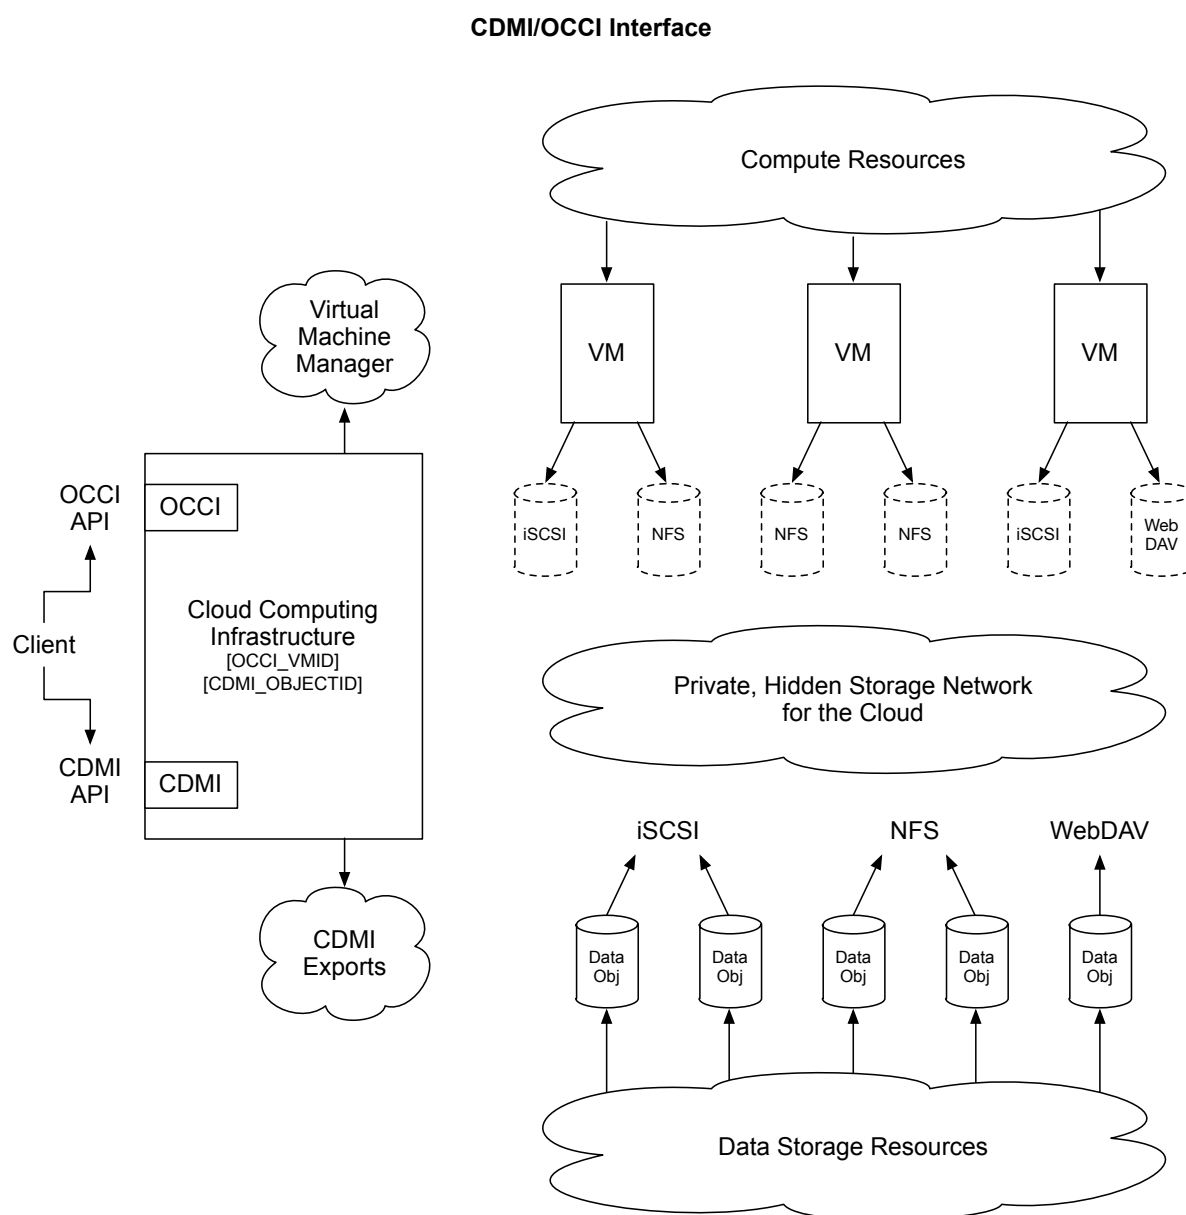 CDMI/OCCI Interface
Compute Resources
Virtual
Machine
Manager
VM
VM
VM
OCCI
API
OCCI
iSCSI
NFS
NFS
NFS
iSCSI
Web
DAV
Client
Cloud Computing
Infrastructure
[OCCI_VMID]
[CDMI_OBJECTID]
Private, Hidden Storage Network
for the Cloud
CDMI
API
CDMI
iSCSI
NFS
WebDAV
CDMI
Exports
Data
Obj
Data
Obj
Data
Obj
Data
Obj
Data
Obj
Data Storage Resources